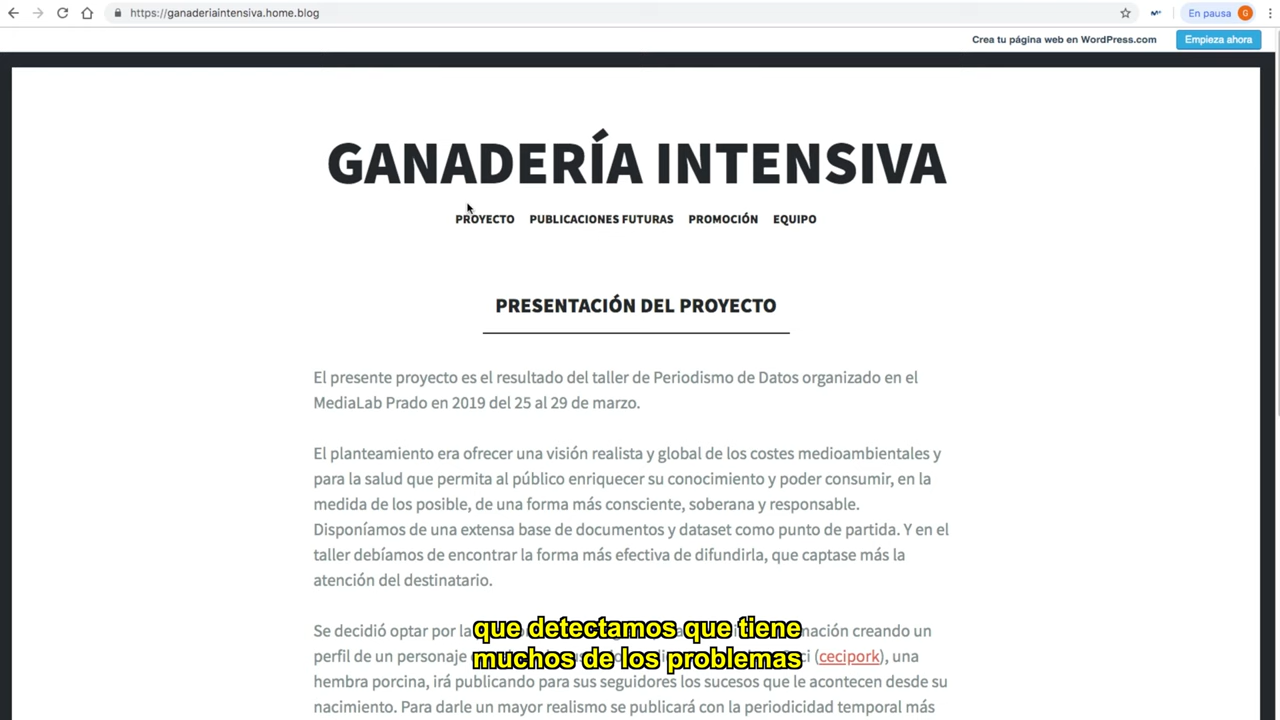 https://ganaderiaintensiva.home.blog
En pausa
G
Crea tu página web en WordPress.com
Empieza ahora
GANADERÍA INTENSIVA
PROYECTO PUBLICACIONES FUTURAS PROMOCIÓN EQUIPO
PRESENTACIÓN DEL PROYECTO
El presente proyecto es el resultado del taller de Periodismo de Datos organizado en el
MediaLab Prado en 2019 del 25 al 29 de marzo.
El planteamiento era ofrecer una visión realista y global de los costes medioambientales y
para la salud que permita al público enriquecer su conocimiento y poder consumir, en la
medida de los posible, de una forma más consciente, soberana y responsable.
Disponíamos de una extensa base de documentos y dataset como punto de partida. Y en el
taller debíamos de encontrar la forma más efectiva de difundirla, que captase más la
atención del destinatario.
Se decidió optar por la
perfil de un personaje (cecipork), una
hembra porcina, irá publicando para sus seguidores los sucesos que le acontecen desde su
nacimiento. Para darle un mayor realismo se publicará con la periodicidad temporal más
que detectamos que tiene
muchos de los problemas